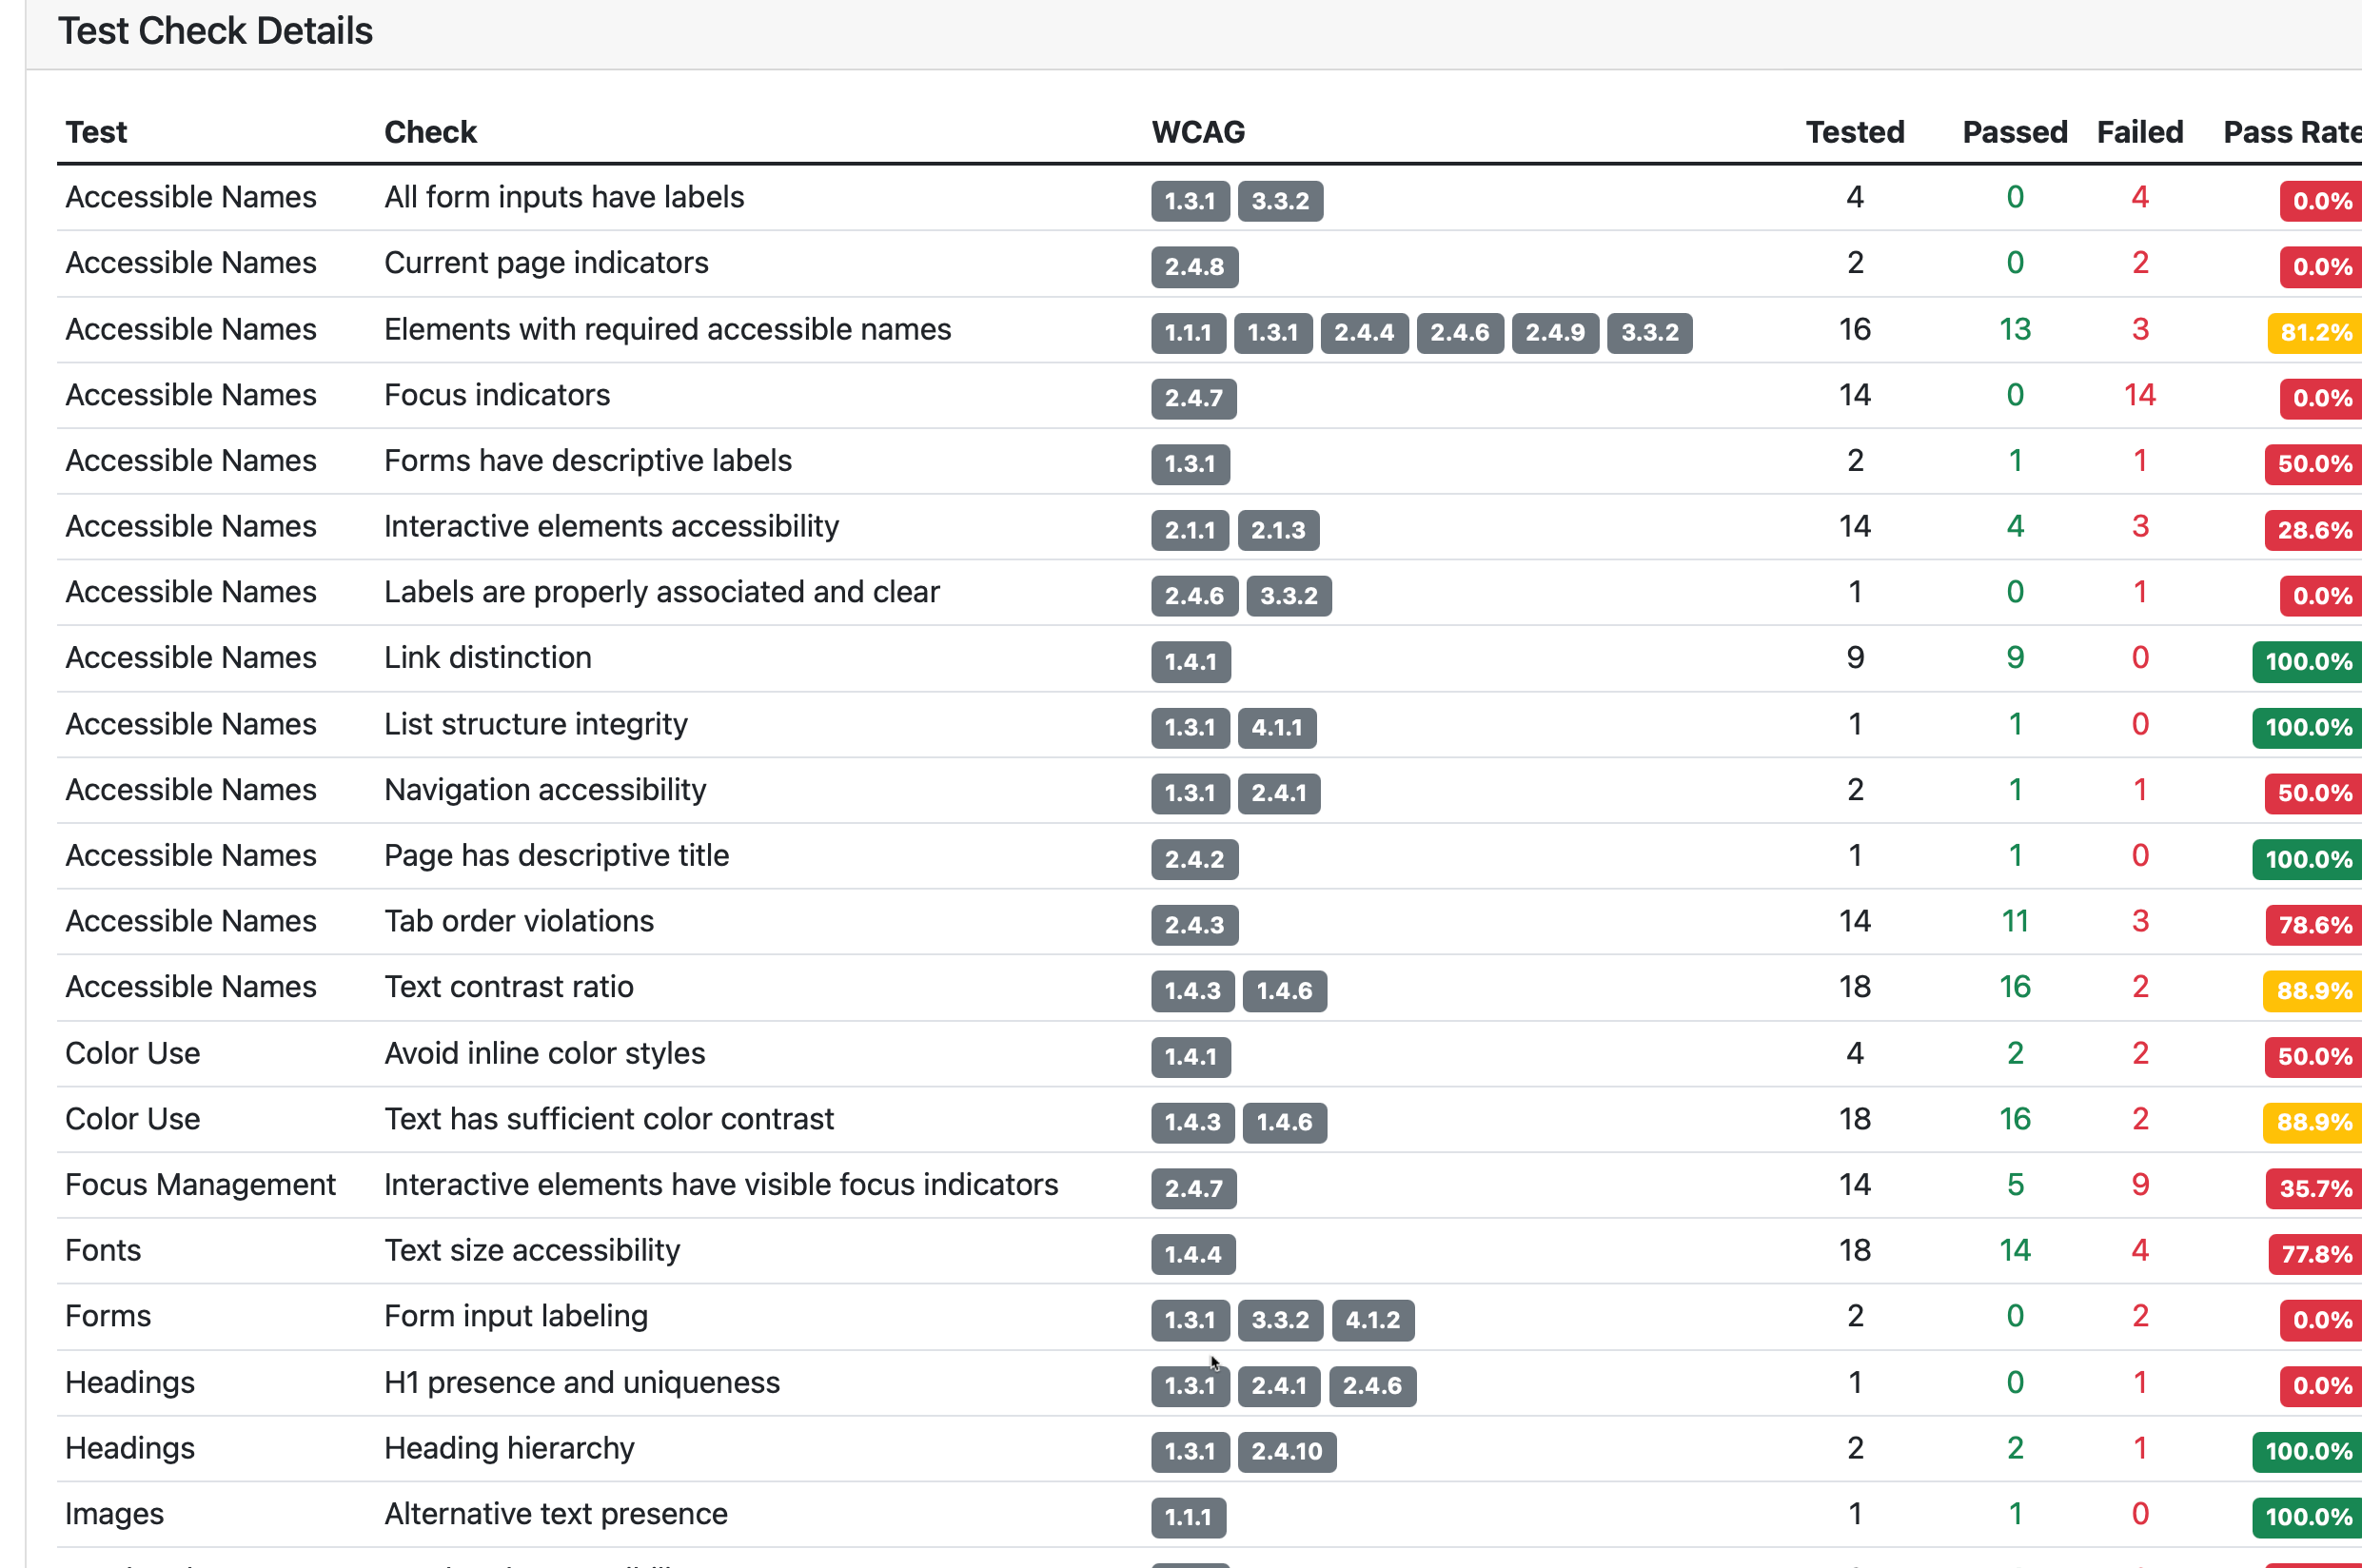 Test Check Details
Test Check WCAG Tested Passed Failed Pass Rate
Accessible Names All form inputs have labels 1.3.1 3.3.2 4 0 4 0.0%
Accessible Names Current page indicators 2.4.8 2 0 2 0.0%
Accessible Names Elements with required accessible names 1.1.1 1.3.1 2.4.4 2.4.6 2.4.9 3.3.2 16 13 3 81.2%
Accessible Names Focus indicators 2.4.7 14 0 14 0.0%
Accessible Names Forms have descriptive labels 1.3.1 2 1 1 50.0%
Accessible Names Interactive elements accessibility 2.1.1 2.1.3 14 4 3 28.6%
Accessible Names Labels are properly associated and clear 2.4.6 3.3.2 1 0 1 0.0%
Accessible Names Link distinction 1.4.1 9 9 0 100.0%
Accessible Names List structure integrity 1.3.1 4.1.1 1 1 0 100.0%
Accessible Names Navigation accessibility 1.3.1 2.4.1 2 1 1 50.0%
Accessible Names Page has descriptive title 2.4.2 1 1 0 100.0%
Accessible Names Tab order violations 2.4.3 14 11 3 78.6%
Accessible Names Text contrast ratio 1.4.3 1.4.6 18 16 2 88.9%
Color Use Avoid inline color styles 1.4.1 4 2 2 50.0%
Color Use Text has sufficient color contrast 1.4.3 1.4.6 18 16 2 88.9%
Focus Management Interactive elements have visible focus indicators 2.4.7 14 5 9 35.7%
Fonts Text size accessibility 1.4.4 18 14 4 77.8%
Forms Form input labeling 1.3.1 3.3.2 4.1.2 2 0 2 0.0%
Headings H1 presence and uniqueness 1.3.1 2.4.1 2.4.6 1 0 1 0.0%
Headings Heading hierarchy 1.3.1 2.4.10 2 2 1 100.0%
Images Alternative text presence 1.1.1 1 1 0 100.0%